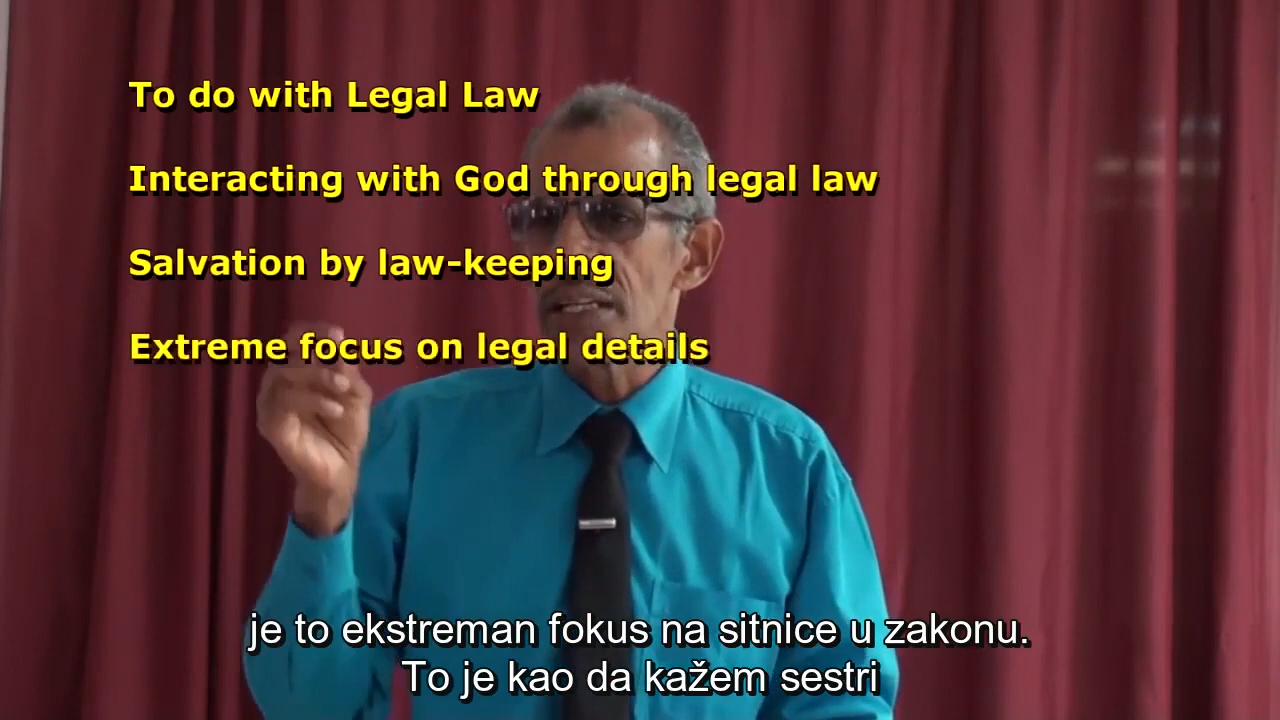 To do with Legal Law
Interacting with God through legal law
Salvation by law-keeping
Extreme focus on legal details
je to ekstreman fokus na sitnice u zakonu.
To je kao da kažem sestri